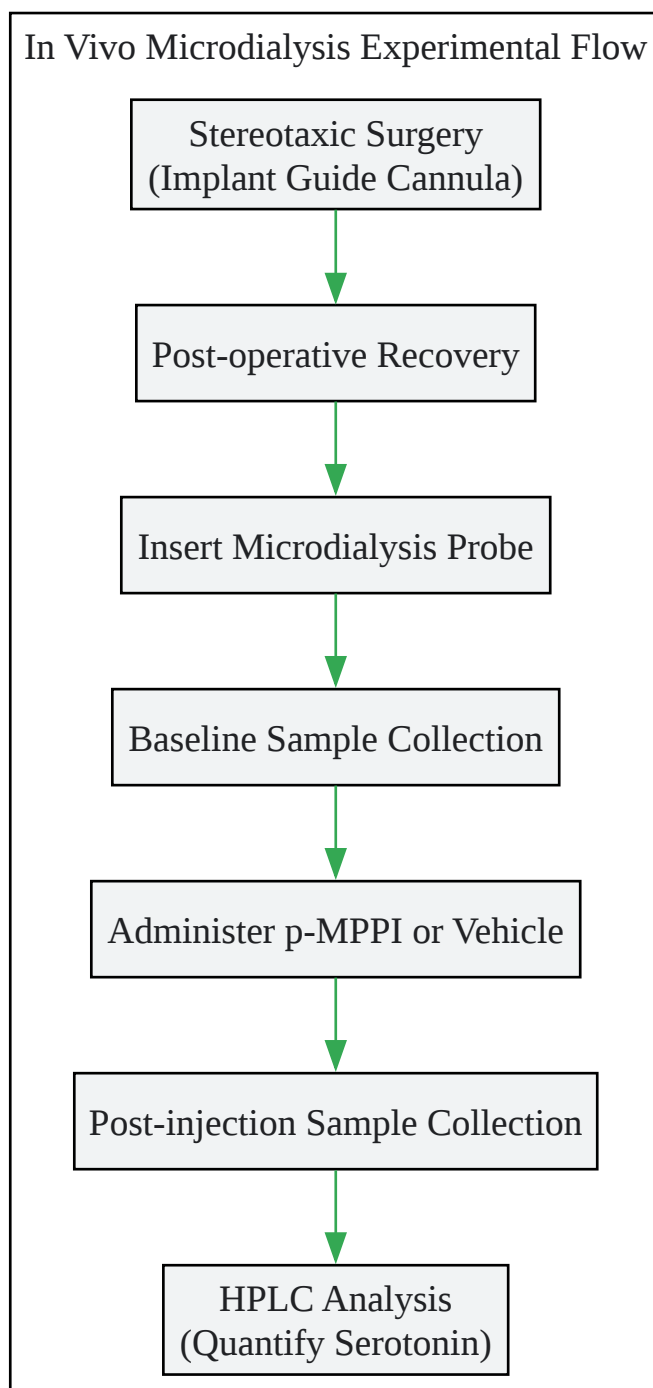 In Vivo Microdialysis Experimental Flow
Stereotaxic Surgery
(Implant Guide Cannula)
Post-operative Recovery
Insert Microdialysis Probe
Baseline Sample Collection
Administer p-MPPI or Vehicle
Post-injection Sample Collection
HPLC Analysis
(Quantify Serotonin)